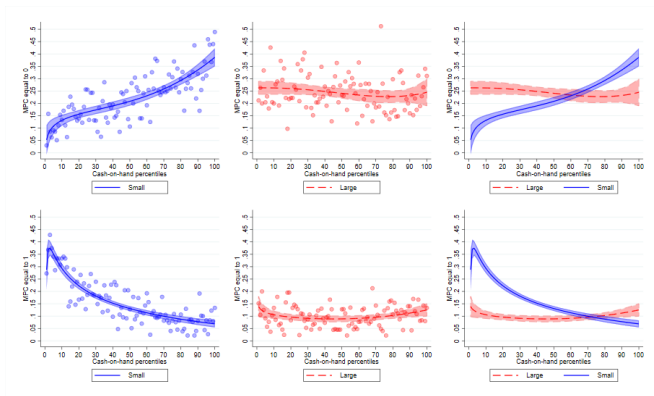 MPC equal to 0
0 .05 .1 .15 .2 .25 .3 .35 .4 .45 .5
0 10 20 30 40 50 60 70 80 90 100
Cash-on-hand percentiles
Small
MPC equal to 0
0 .05 .1 .15 .2 .25 .3 .35 .4 .45 .5
0 10 20 30 40 50 60 70 80 90 100
Cash-on-hand percentiles
Large
MPC equal to 0
0 .05 .1 .15 .2 .25 .3 .35 .4 .45 .5
0 10 20 30 40 50 60 70 80 90 100
Cash-on-hand percentiles
Large Small
MPC equal to 1
0 .05 .1 .15 .2 .25 .3 .35 .4 .45 .5
0 10 20 30 40 50 60 70 80 90 100
Cash-on-hand percentiles
Small
MPC equal to 1
0 .05 .1 .15 .2 .25 .3 .35 .4 .45 .5
0 10 20 30 40 50 60 70 80 90 100
Cash-on-hand percentiles
Large
MPC equal to 1
0 .05 .1 .15 .2 .25 .3 .35 .4 .45 .5
0 10 20 30 40 50 60 70 80 90 100
Cash-on-hand percentiles
Large Small